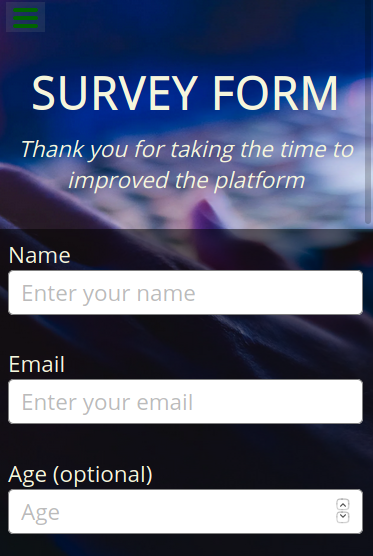 SURVEY FORM
Thank you for taking the time to
improved the platform
Name
Enter your name
Email
Enter your email
Age (optional)
Age